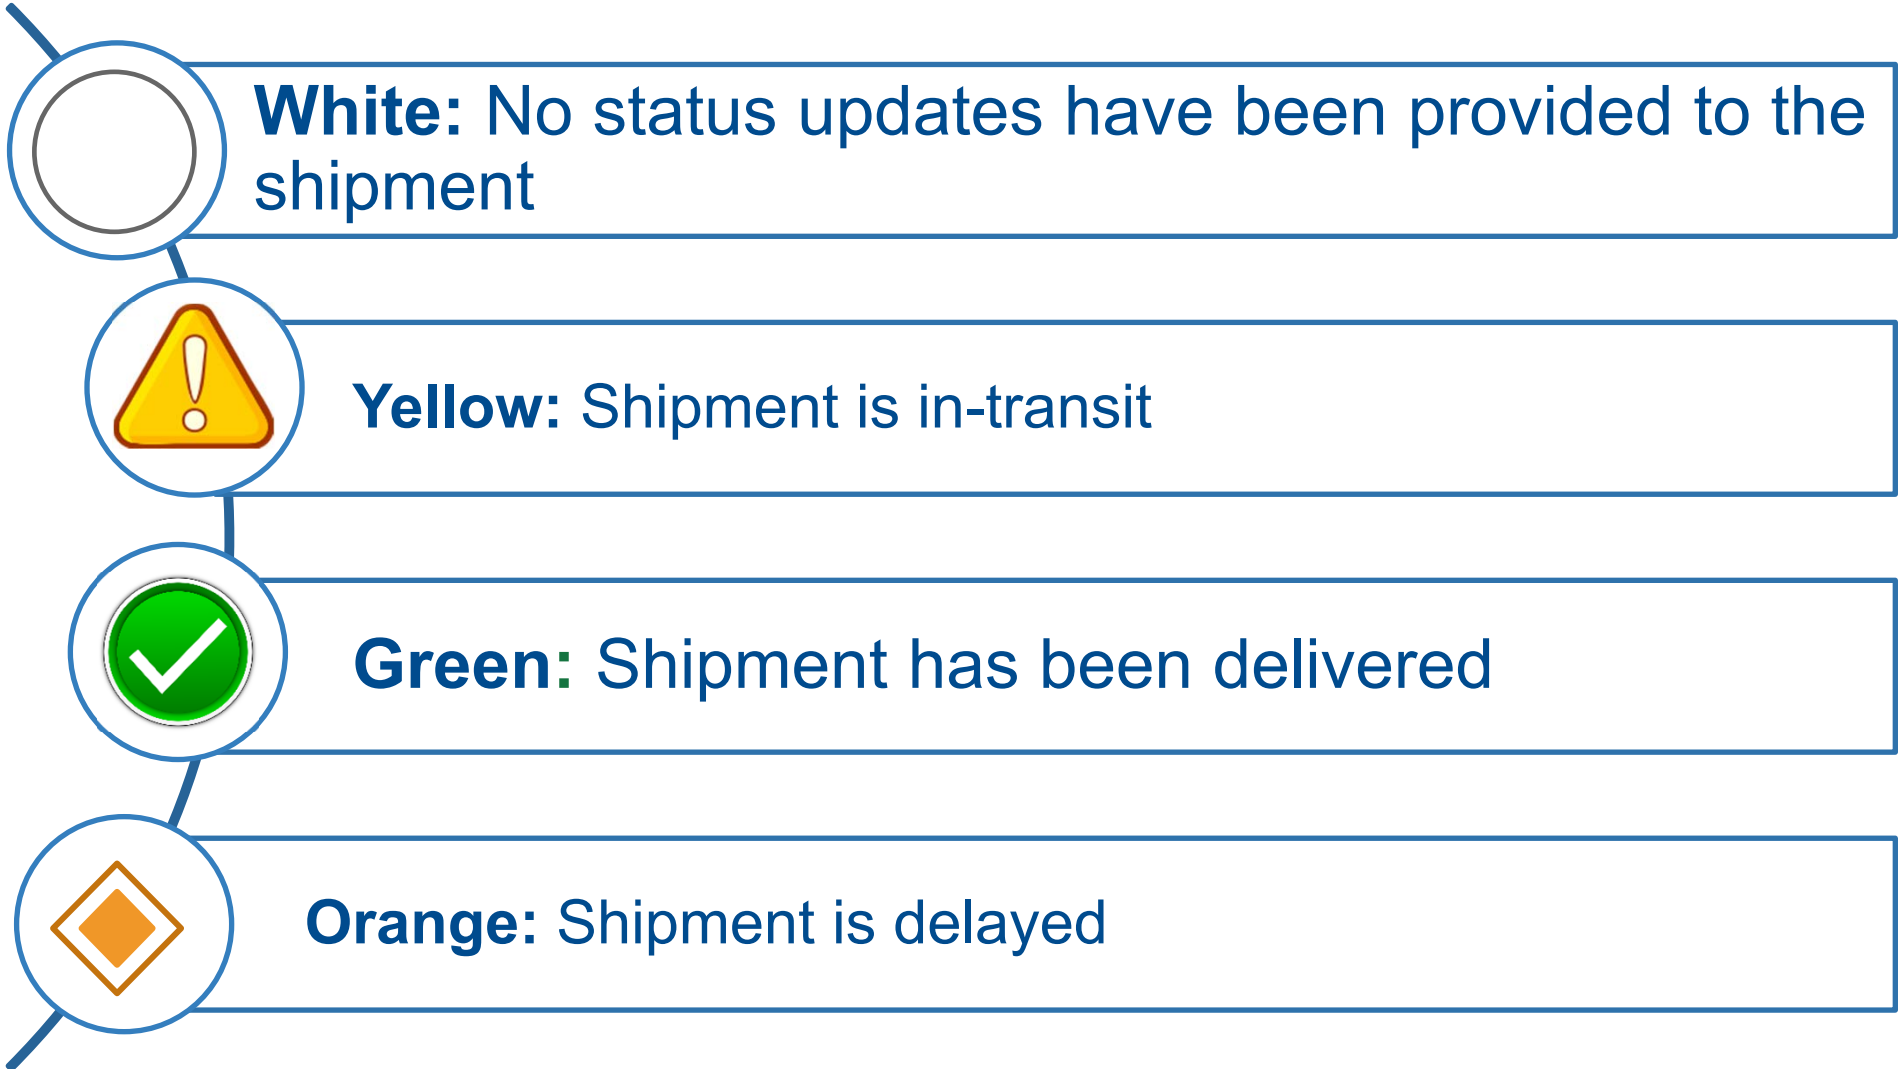 White: No status updates have been provided to the
shipment
Yellow: Shipment is in-transit
Green: Shipment has been delivered
Orange: Shipment is delayed